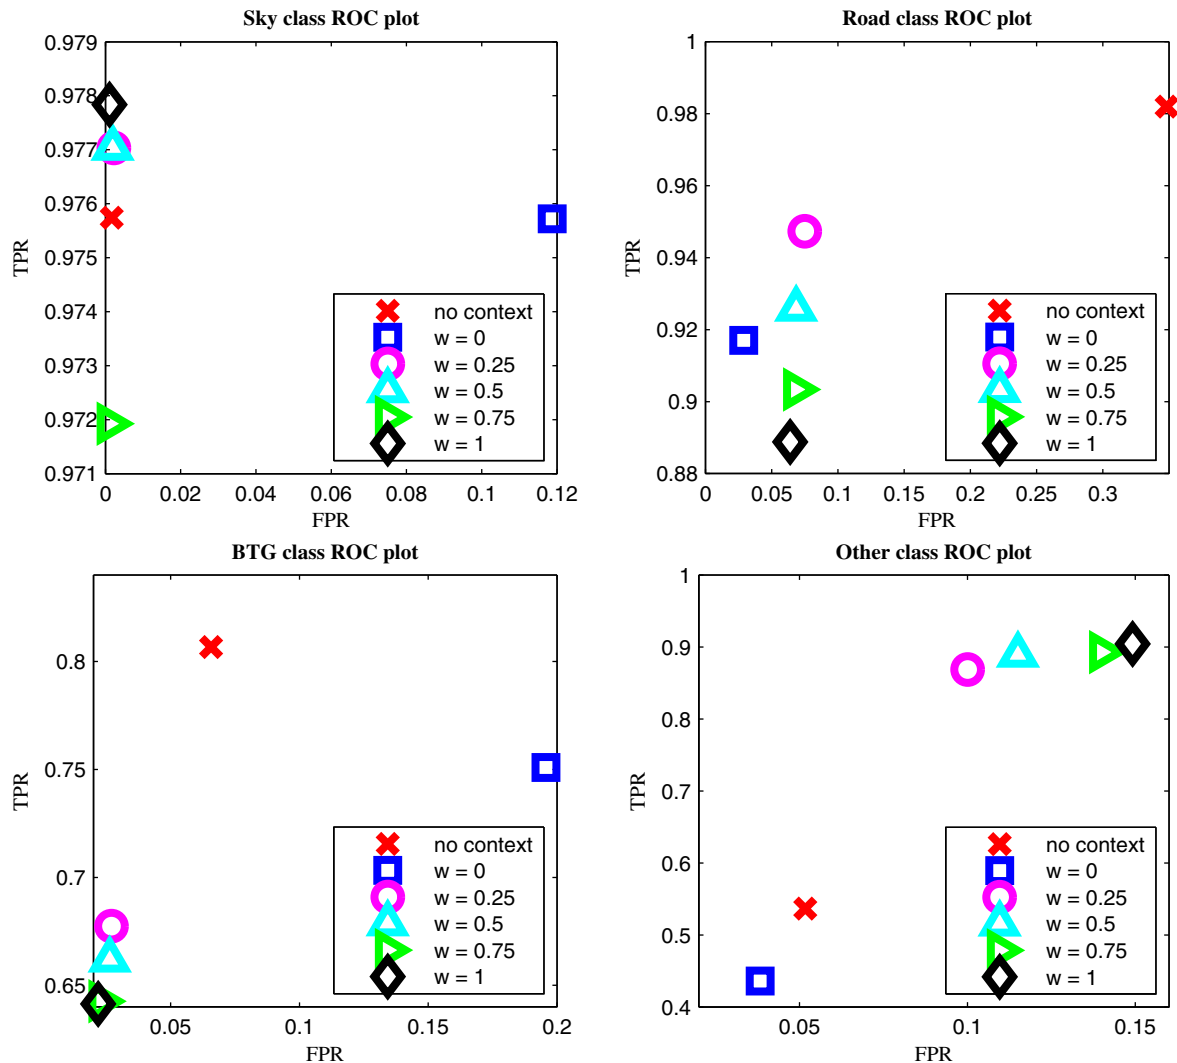 Sky class ROC plot
0.979
0.978
0.977
0.976
0.975
0.974
0.973
0.972
0.971
TPR
0 0.02 0.04 0.06 0.08 0.1 0.12
FPR
no context
w = 0
w = 0.25
w = 0.5
w = 0.75
w = 1
Road class ROC plot
1
0.98
0.96
0.94
0.92
0.9
0.88
TPR
0 0.05 0.1 0.15 0.2 0.25 0.3
FPR
no context
w = 0
w = 0.25
w = 0.5
w = 0.75
w = 1
BTG class ROC plot
0.8
0.75
0.7
0.65
TPR
0.05 0.1 0.15 0.2
FPR
no context
w = 0
w = 0.25
w = 0.5
w = 0.75
w = 1
Other class ROC plot
1
0.9
0.8
0.7
0.6
0.5
0.4
TPR
0.05 0.1 0.15
FPR
no context
w = 0
w = 0.25
w = 0.5
w = 0.75
w = 1